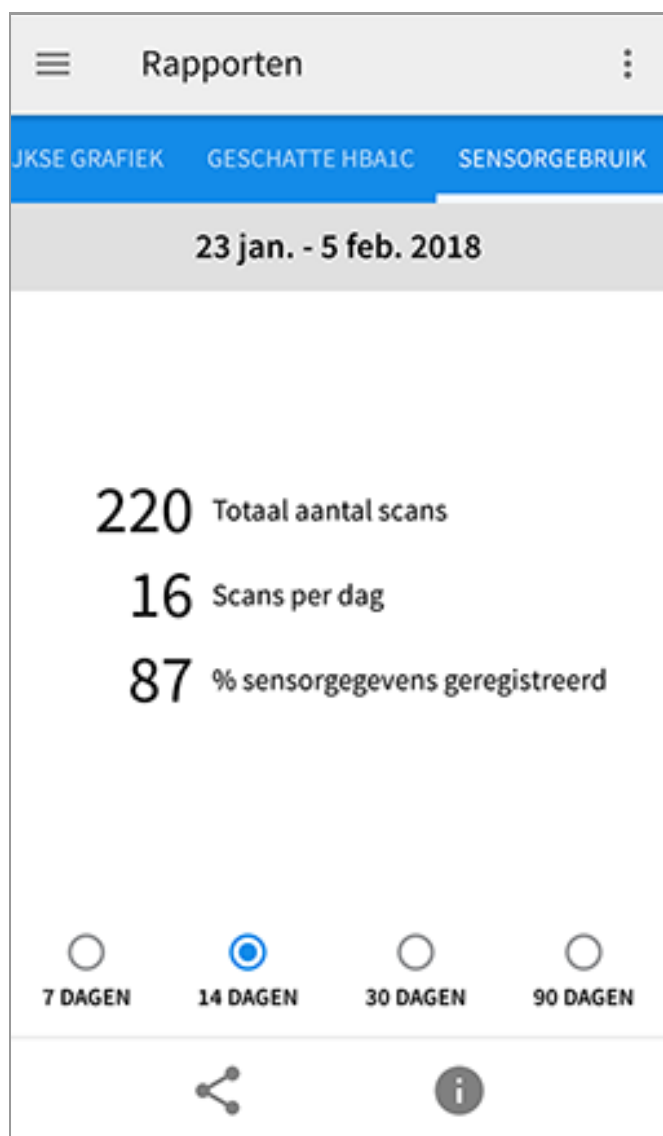 Rapporten
JKSE GRAFIEK GESCHATTE HBA1C SENSORGEBRUIK
23 jan. - 5 feb. 2018
220 Totaal aantal scans
16 Scans per dag
87 % sensorgegevens geregistreerd
7 DAGEN 14 DAGEN 30 DAGEN 90 DAGEN